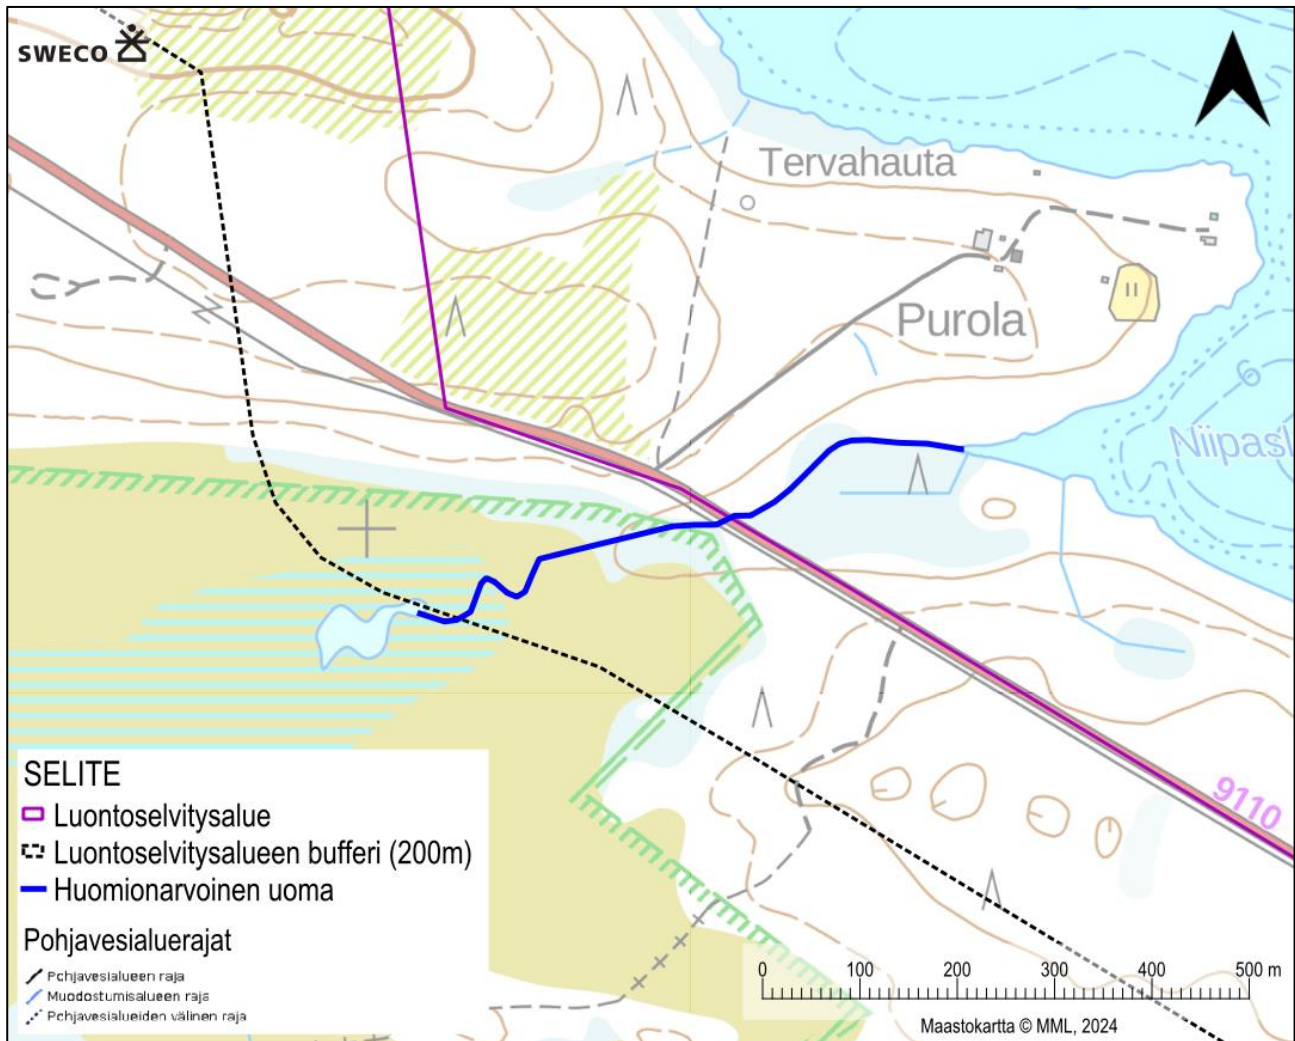 SWECO
Tervahauta
Purola
Niipasl
6
9110
SELITE
Luontoselvitysalue
Luontoselvitysalueen bufferi (200m)
Huomionarvoinen uoma
Pohjavesialuerajat
Pohjavesialueen raja
Muodostumisalueen raja
Pohjavesialueiden välinen raja
0 100 200 300 400 500 m
Maastokartta © MML, 2024